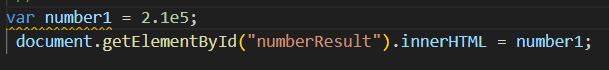 var number1 = 2.1e5;
document.getElementById("numberResult").innerHTML = number1;